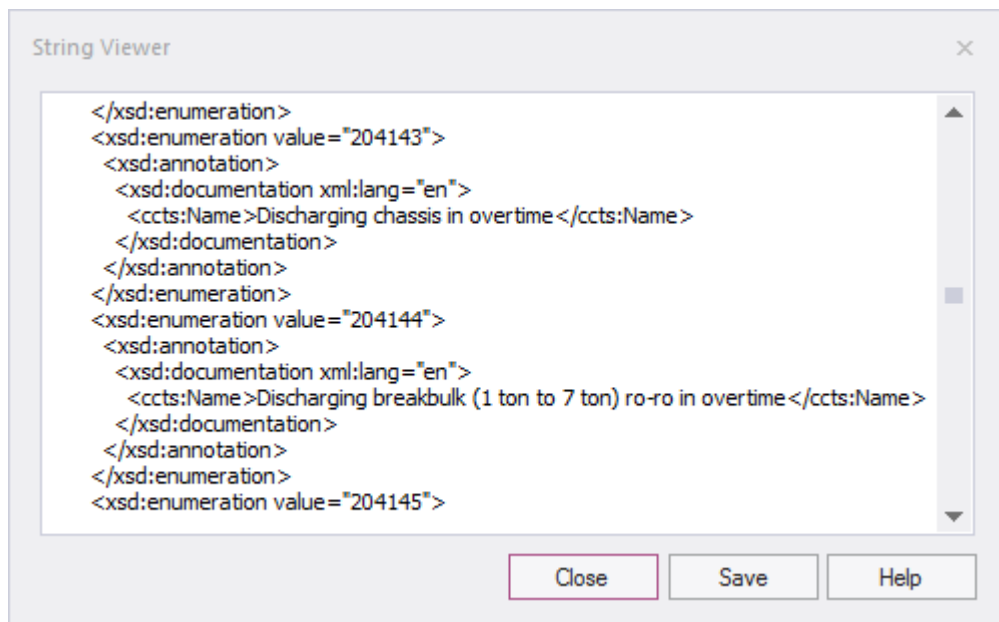 String Viewer
</xsd:enumeration>
<xsd:enumeration value="204143">
<xsd:annotation>
<xsd:documentation xml:lang="en">
<ccts:Name>Discharging chassis in overtime</ccts:Name>
</xsd:documentation>
</xsd:annotation>
</xsd:enumeration>
<xsd:enumeration value="204144">
<xsd:annotation>
<xsd:documentation xml:lang="en">
<ccts:Name>Discharging breakbulk (1 ton to 7 ton) ro-ro in overtime</ccts:Name>
</xsd:documentation>
</xsd:annotation>
</xsd:enumeration>
<xsd:enumeration value="204145">
Close Save Help